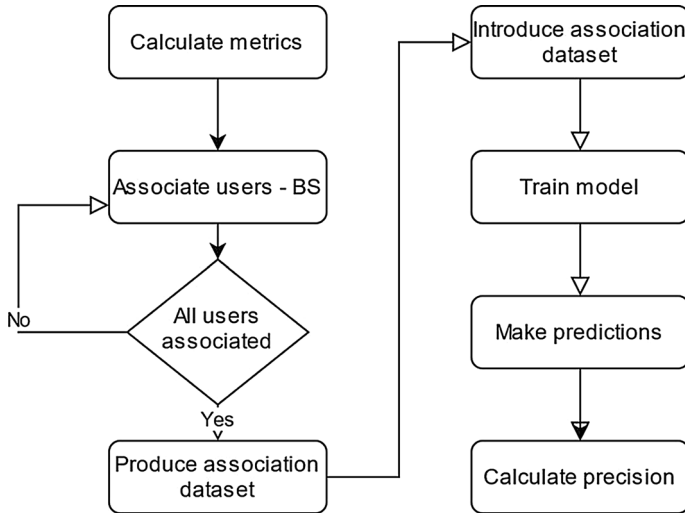 Calculate metrics
Associate users - BS
All users
associated
No
Yes
Produce association
dataset
Introduce association
dataset
Train model
Make predictions
Calculate precision